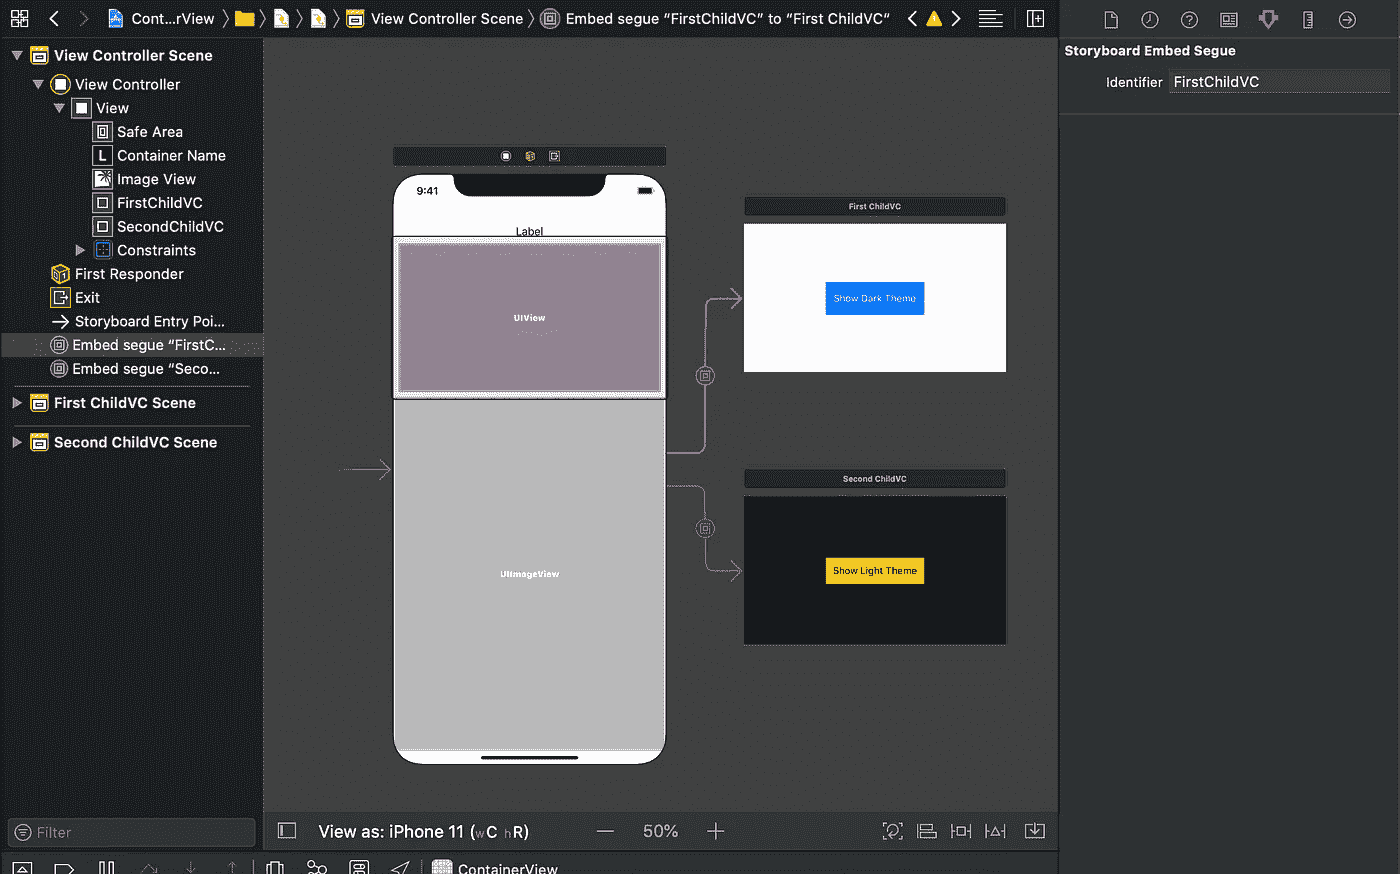 Cont...rView
View Controller Scene
Embed segue “FirstChildVC” to “First ChildVC”
View Controller Scene
View Controller
View
Safe Area
L Container Name
Image View
FirstChildVC
SecondChildVC
Constraints
First Responder
Exit
Storyboard Entry Poi...
Embed segue “FirstC...
Embed segue “Seco...
First ChildVC Scene
Second ChildVC Scene
Filter
9:41
Label
UIView
UIImageView
First ChildVC
Show Dark Theme
Second ChildVC
Show Light Theme
View as: iPhone 11 (wC hR)
50%
ContainerView
Storyboard Embed Segue
Identifier FirstChildVC